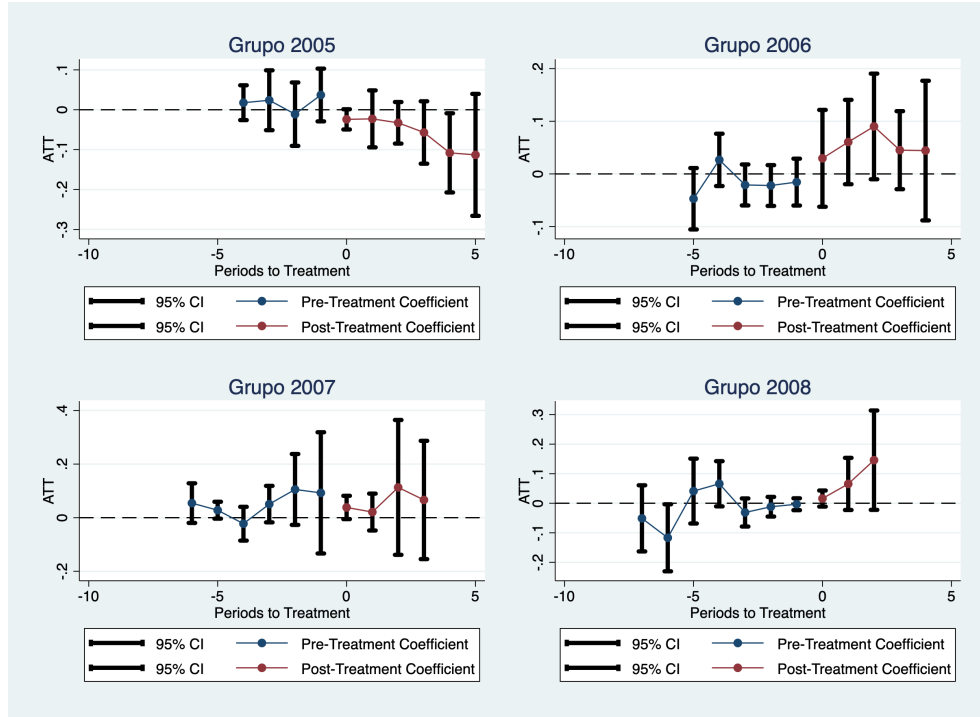 Grupo 2005
.1
0
-.1
-.2
-.3
ATT
-10 -5 0 5
Periods to Treatment
95% CI Pre-Treatment Coefficient
95% CI Post-Treatment Coefficient
Grupo 2006
.2
.1
0
-.1
ATT
-10 -5 0 5
Periods to Treatment
95% CI Pre-Treatment Coefficient
95% CI Post-Treatment Coefficient
Grupo 2007
.4
.2
0
-.2
ATT
-10 -5 0 5
Periods to Treatment
95% CI Pre-Treatment Coefficient
95% CI Post-Treatment Coefficient
Grupo 2008
.3
.2
.1
0
-.1
-.2
ATT
-10 -5 0 5
Periods to Treatment
95% CI Pre-Treatment Coefficient
95% CI Post-Treatment Coefficient